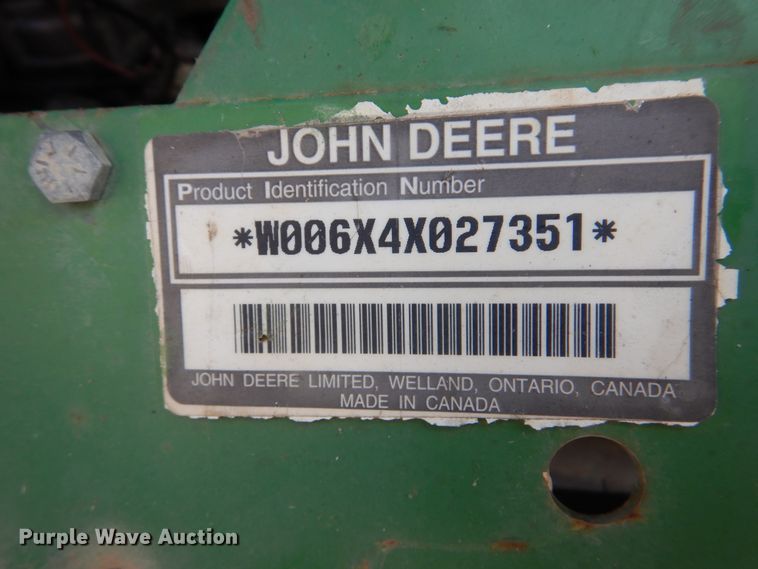 JOHN DEERE
Product Identification Number
*W006X4X027351*
JOHN DEERE LIMITED, WELLAND, ONTARIO, CANADA
MADE IN CANADA
Purple Wave Auction